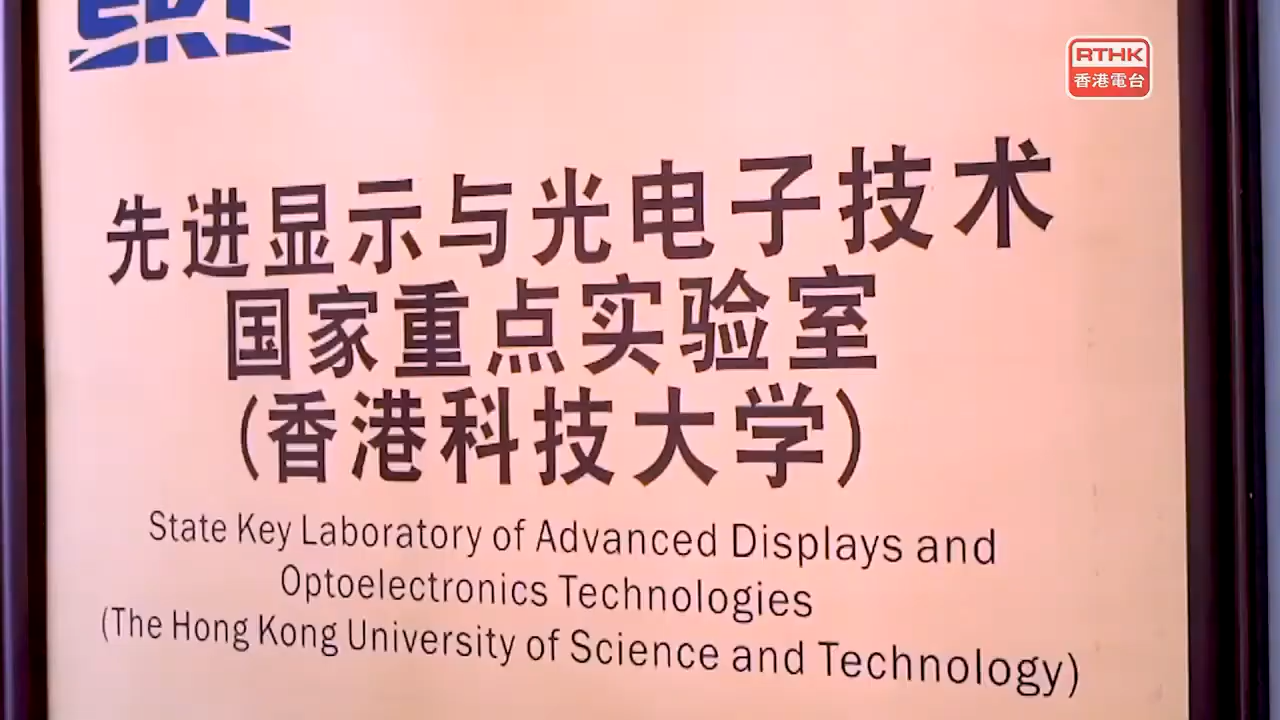 SKL
RTHK
香港電台
先进显示与光电子技术
国家重点实验室
(香港科技大学)
State Key Laboratory of Advanced Displays and
Optoelectronics Technologies
(The Hong Kong University of Science and Technology)